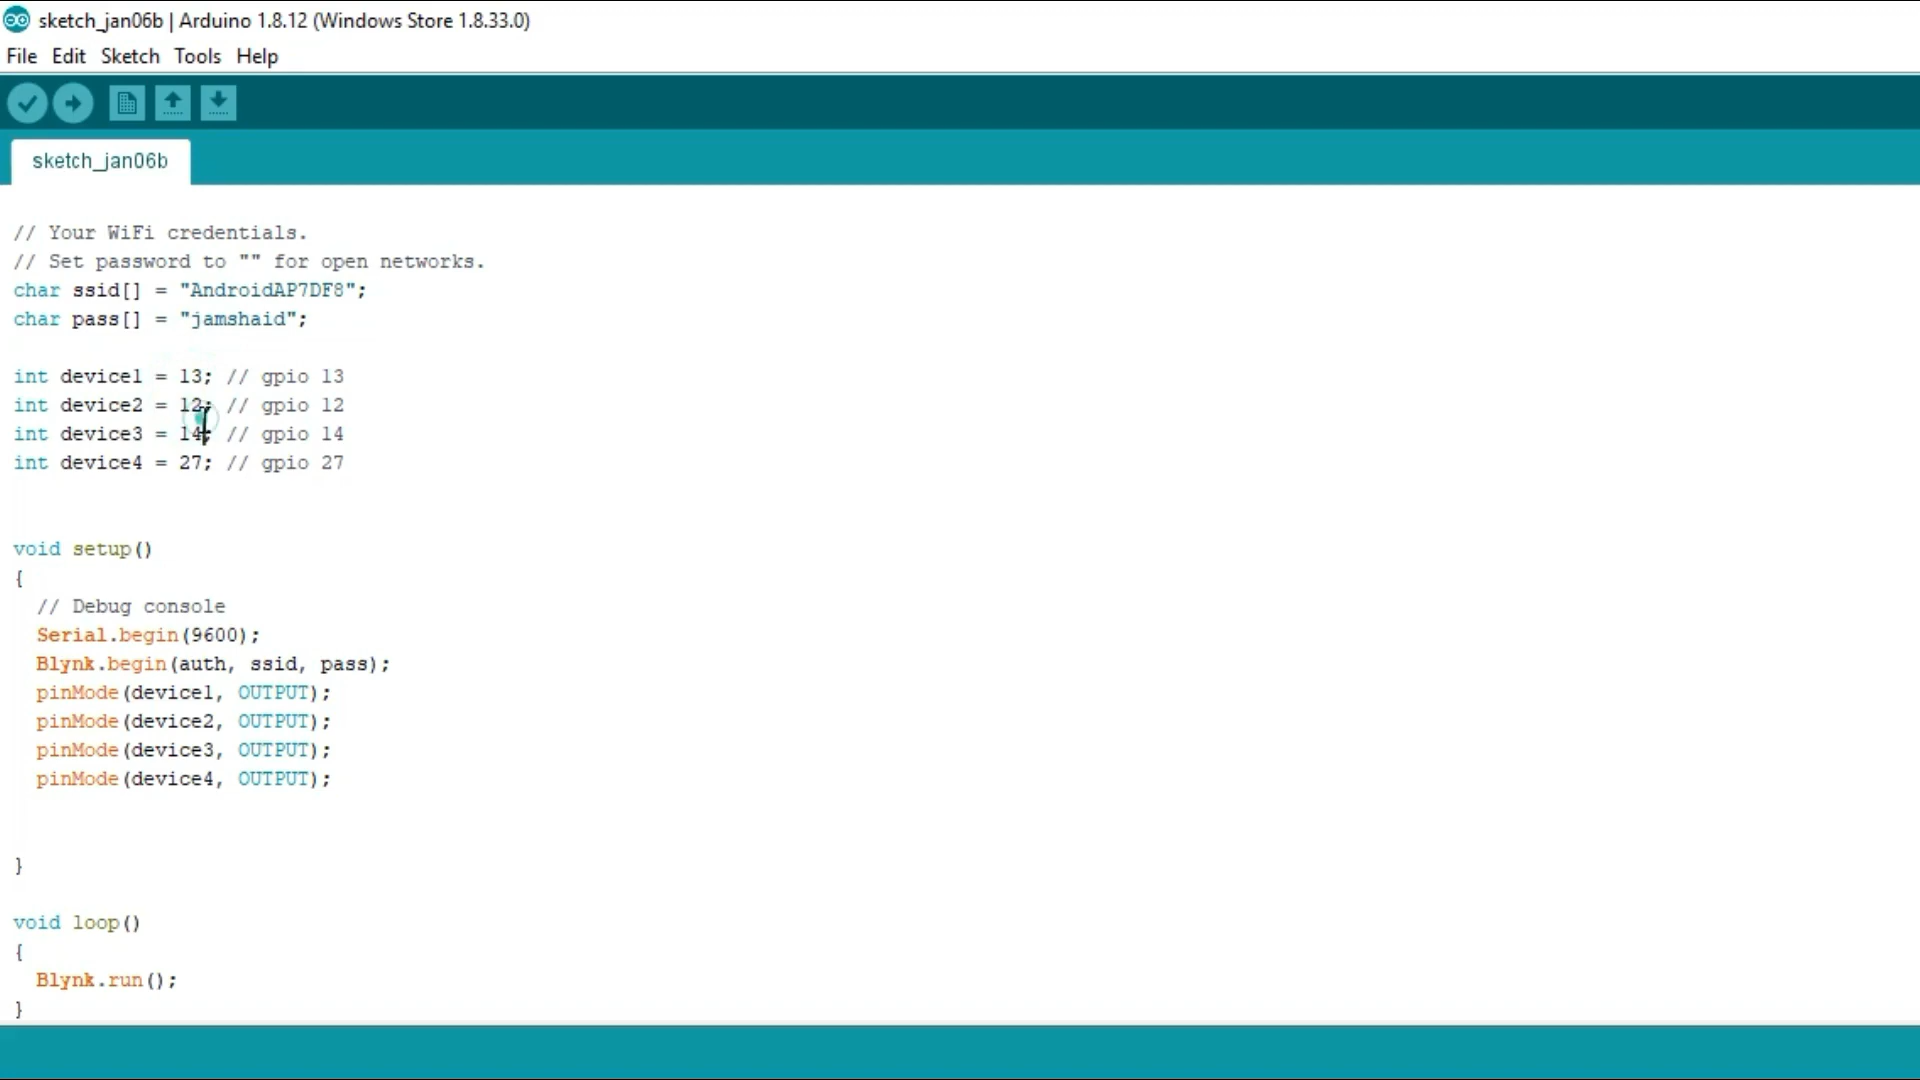 sketch_jan06b | Arduino 1.8.12 (Windows Store 1.8.33.0)
File Edit Sketch Tools Help
sketch_jan06b
// Your WiFi credentials.
// Set password to "" for open networks.
char ssid[] = "AndroidAP7DF8";
char pass[] = "jamshaid";
int device1 = 13; // gpio 13
int device2 = 12; // gpio 12
int device3 = 14; // gpio 14
int device4 = 27; // gpio 27
void setup()
{
// Debug console
Serial.begin(9600);
Blynk.begin(auth, ssid, pass);
pinMode(device1, OUTPUT);
pinMode(device2, OUTPUT);
pinMode(device3, OUTPUT);
pinMode(device4, OUTPUT);
}
void loop()
{
Blynk.run();
}